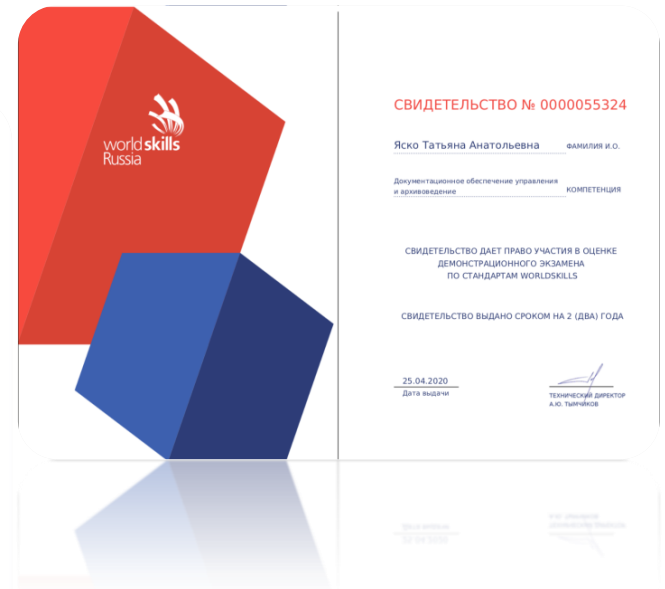 world skills
Russia
СВИДЕТЕЛЬСТВО № 0000055324
Яско Татьяна Анатольевна ФАМИЛИЯ И.О.
Документационное обеспечение управления
и архивоведение КОМПЕТЕНЦИЯ
СВИДЕТЕЛЬСТВО ДАЕТ ПРАВО УЧАСТИЯ В ОЦЕНКЕ
ДЕМОНСТРАЦИОННОГО ЭКЗАМЕНА
ПО СТАНДАРТАМ WORLDSKILLS
СВИДЕТЕЛЬСТВО ВЫДАНО СРОКОМ НА 2 (ДВА) ГОДА
25.04.2020
Дата выдачи
ТЕХНИЧЕСКИЙ ДИРЕКТОР
А.Ю. ТЫМЧИКОВ